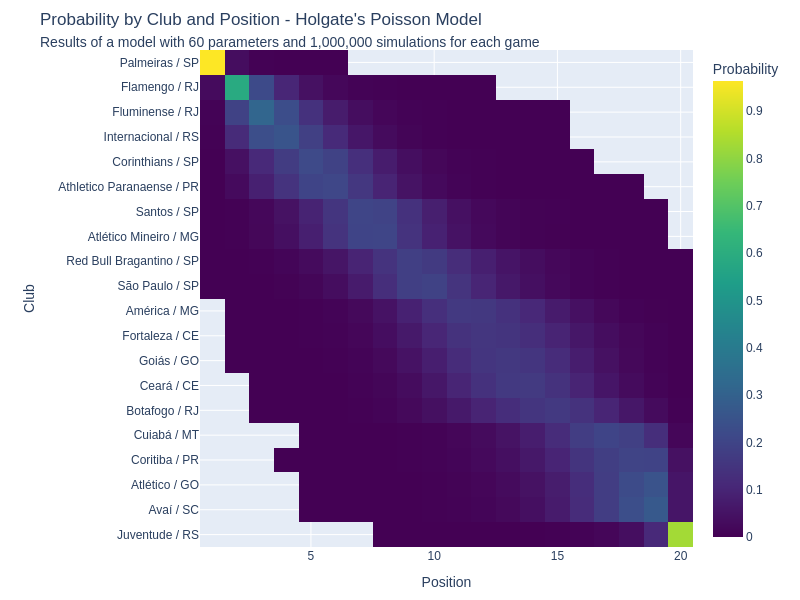 Probability by Club and Position - Holgate's Poisson Model
Results of a model with 60 parameters and 1,000,000 simulations for each game
Probability
Palmeiras / SP
Flamengo / RJ
Fluminense / RJ
Internacional / RS
Corinthians / SP
Athletico Paranaense / PR
Santos / SP
Atlético Mineiro / MG
Red Bull Bragantino / SP
São Paulo / SP
América / MG
Fortaleza / CE
Goiás / GO
Ceará / CE
Botafogo / RJ
Cuiabá / MT
Coritiba / PR
Atlético / GO
Avaí / SC
Juventude / RS
Club
5
10
15
20
Position
0.9
0.8
0.7
0.6
0.5
0.4
0.3
0.2
0.1
0